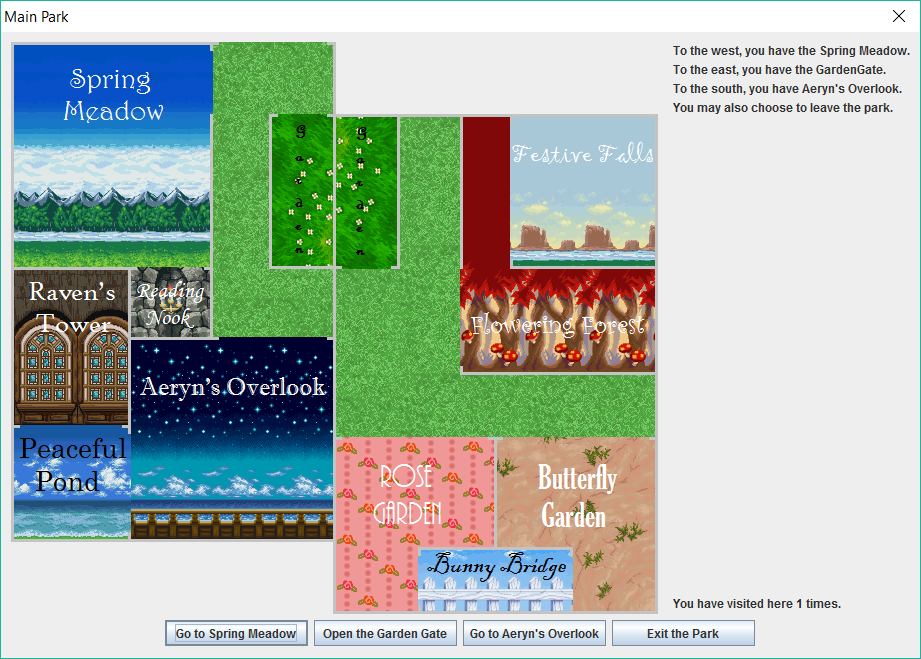 Main Park
To the west, you have the Spring Meadow.
To the east, you have the GardenGate.
To the south, you have Aeryn's Overlook.
You may also choose to leave the park.
Spring
Meadow
Festive Falls
Raven's
Tower
Reading
Nook
Flowering Forest
Aeryn's Overlook
Peaceful
Pond
ROSE
GARDEN
Butterfly
Garden
Bunny Bridge
You have visited here 1 times.
Go to Spring Meadow
Open the Garden Gate
Go to Aeryn's Overlook
Exit the Park